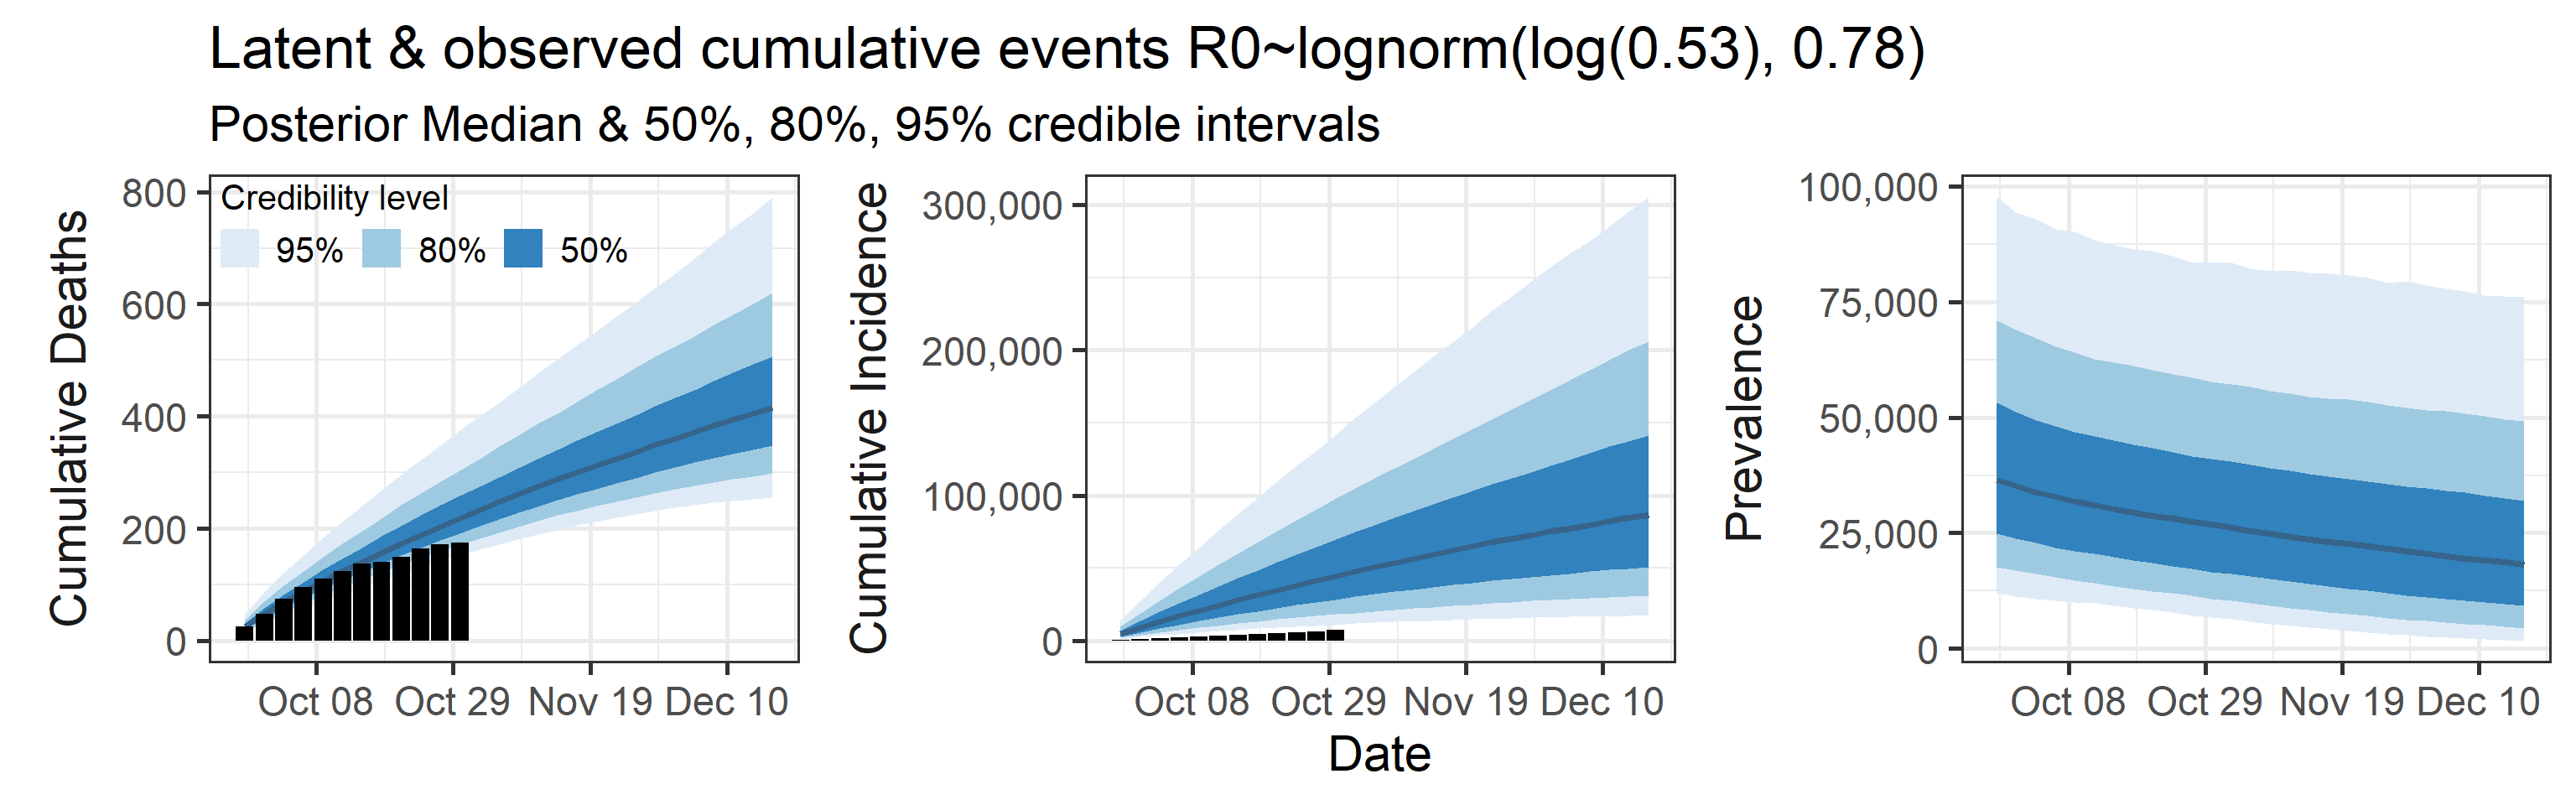 Latent & observed cumulative events R0~lognorm(log(0.53), 0.78)
Posterior Median & 50%, 80%, 95% credible intervals
Cumulative Deaths
800
600
400
200
0
Credibility level
95% 80% 50%
Oct 08 Oct 29 Nov 19 Dec 10
Cumulative Incidence
300,000
200,000
100,000
0
Oct 08 Oct 29 Nov 19 Dec 10
Prevalence
100,000
75,000
50,000
25,000
0
Oct 08 Oct 29 Nov 19 Dec 10
Date